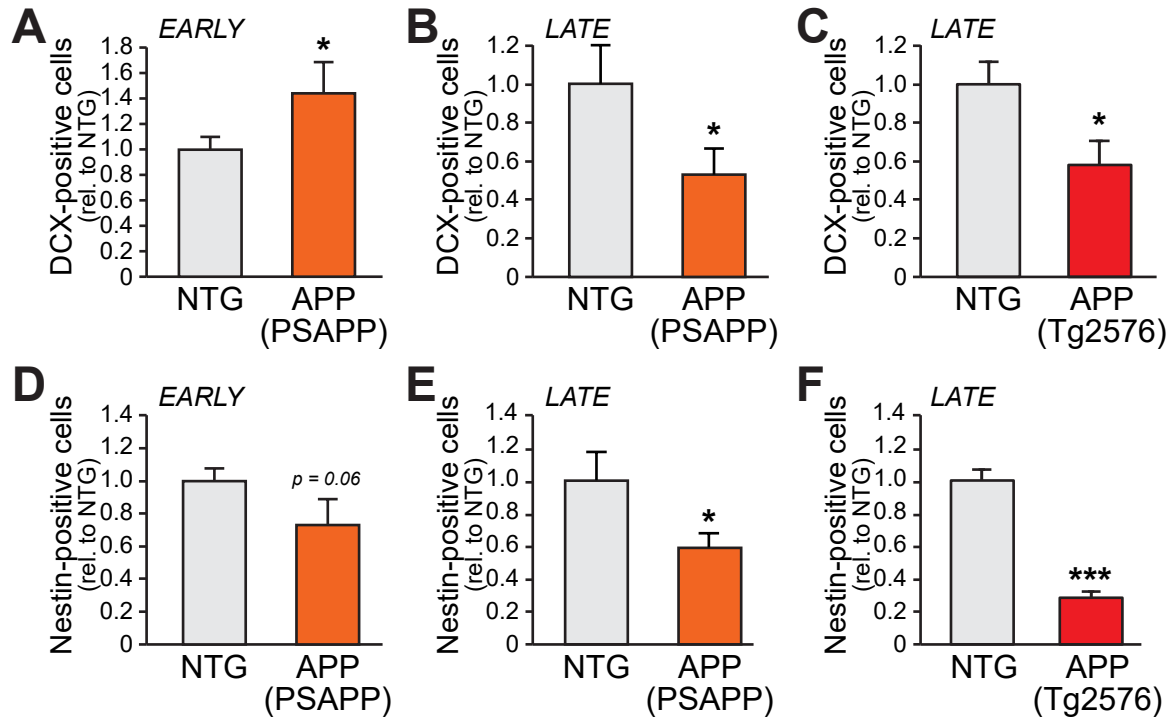 A
EARLY
DCX-positive cells
(rel. to NTG)
1.8
1.6
1.4
1.2
1.0
0.8
0.6
0.4
0.2
0
*
NTG
APP
(PSAPP)
B
LATE
DCX-positive cells
(rel. to NTG)
1.2
1.0
0.8
0.6
0.4
0.2
0
*
NTG
APP
(PSAPP)
C
LATE
DCX-positive cells
(rel. to NTG)
1.2
1.0
0.8
0.6
0.4
0.2
0
*
NTG
APP
(Tg2576)
D
EARLY
Nestin-positive cells
(rel. to NTG)
1.4
1.2
1.0
0.8
0.6
0.4
0.2
0
p = 0.06
NTG
APP
(PSAPP)
E
LATE
Nestin-positive cells
(rel. to NTG)
1.4
1.2
1.0
0.8
0.6
0.4
0.2
0
*
NTG
APP
(PSAPP)
F
LATE
Nestin-positive cells
(rel. to NTG)
1.4
1.2
1.0
0.8
0.6
0.4
0.2
0
***
NTG
APP
(Tg2576)